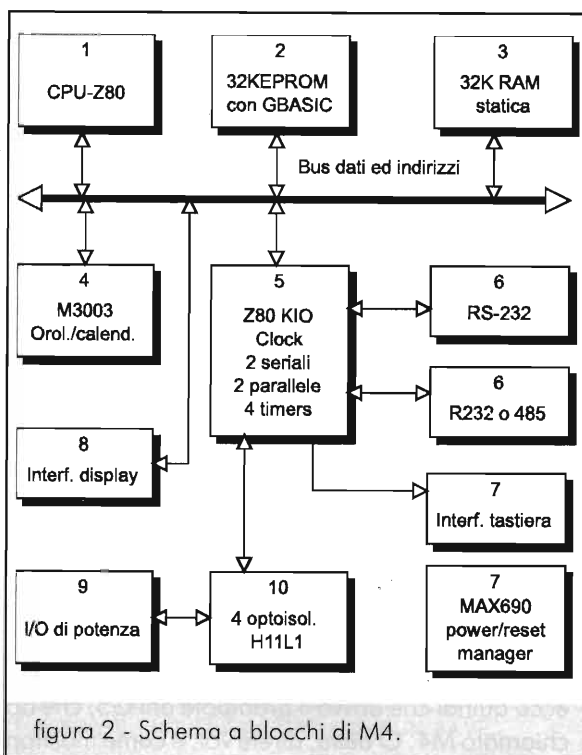 1
CPU-Z80
2
32KEPROM
con GBASIC
3
32K RAM
statica
Bus dati ed indirizzi
4
M3003
Orol./calend.
5
Z80 KIO
Clock
2 seriali
2 parallele
4 timers
6
RS-232
6
R232 o 485
8
Interf. display
7
Interf. tastiera
9
I/O di potenza
10
4 optoisol.
H11L1
7
MAX690
power/reset
manager
figura 2 - Schema a blocchi di M4.